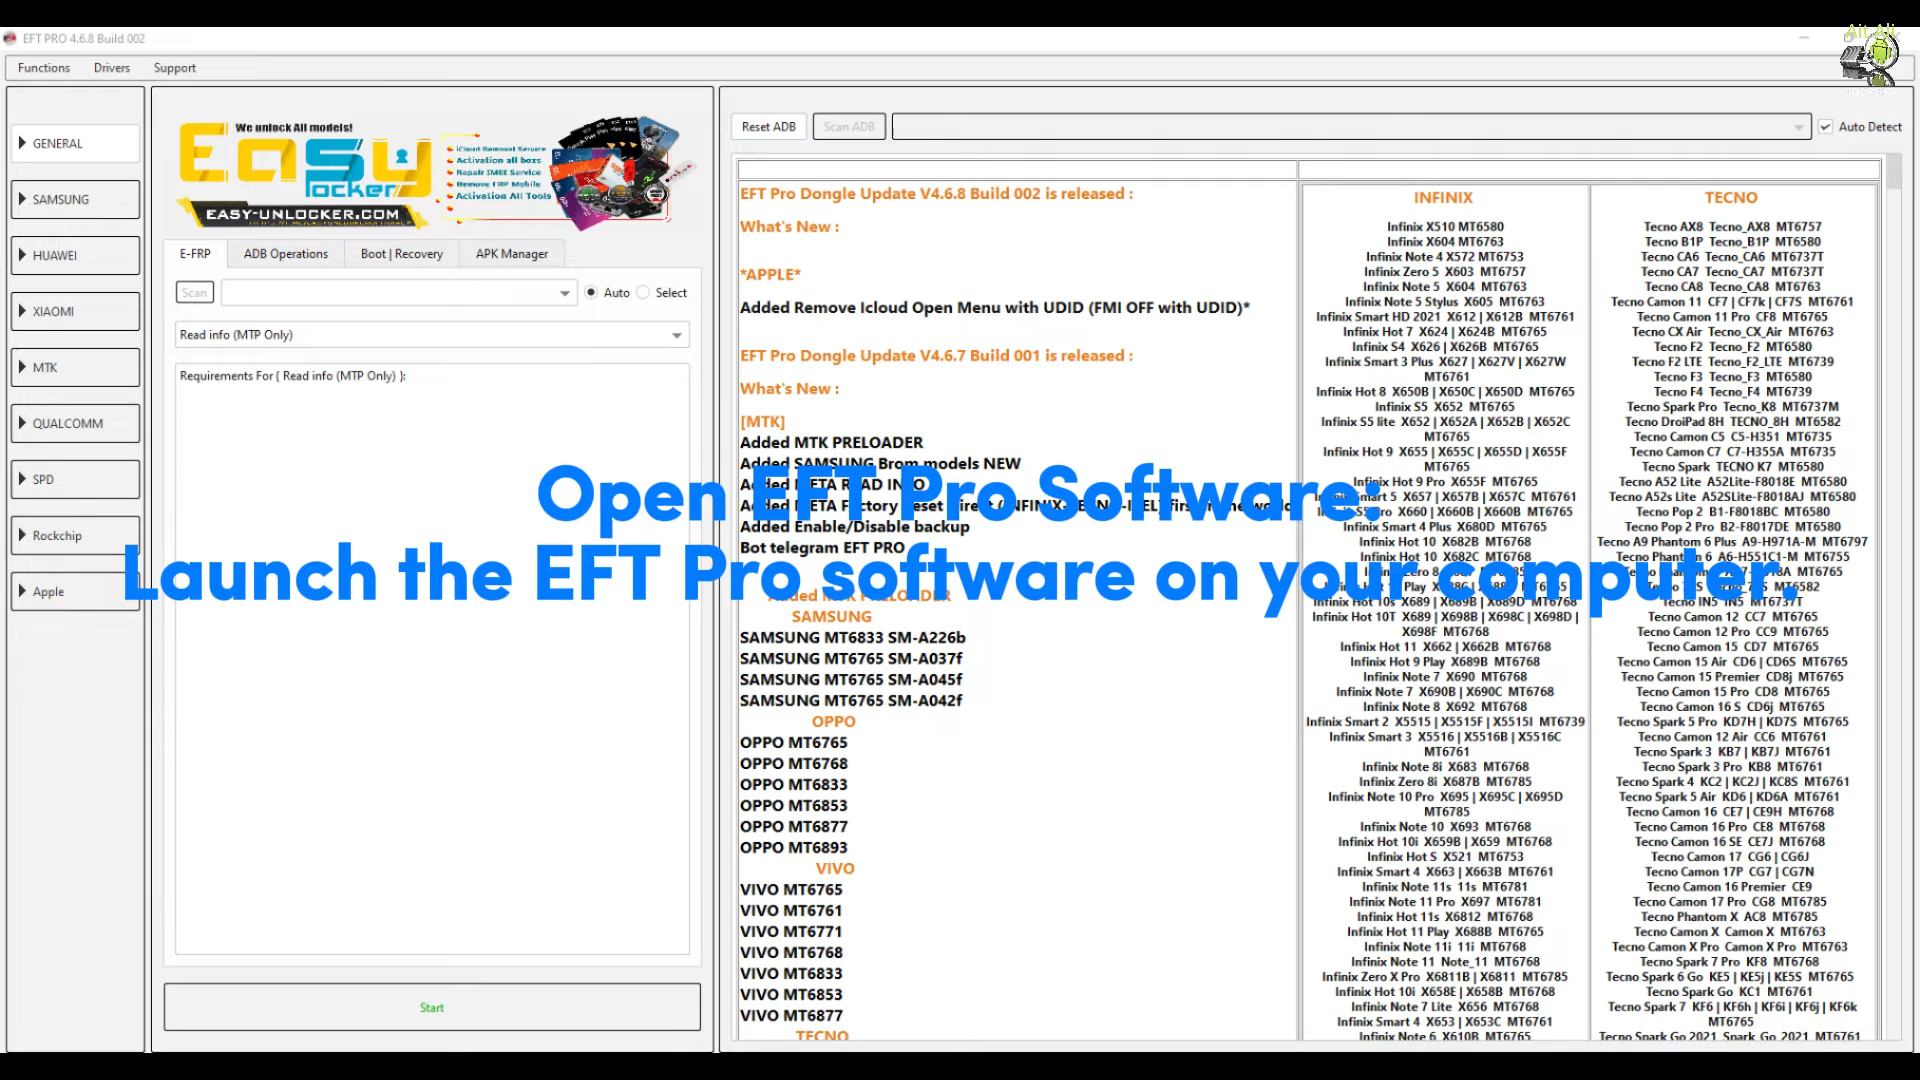 EFT PRO 4.6.8 Build 002
Ait Ali
Functions Drivers Support
GENERAL
SAMSUNG
HUAWEI
XIAOMI
MTK
QUALCOMM
SPD
Rockchip
Apple
We unlock All models!
Easy
locker
EASY-UNLOCKER.COM
iCloud Removal Service
Activation all boxs
Repair IMEI Service
Remove FRP Mobile
Activation All Tools
E-FRP ADB Operations Boot | Recovery APK Manager
Scan Auto Select
Read info (MTP Only)
Requirements For { Read info (MTP Only) }:
Start
Reset ADB Scan ADB Auto Detect
EFT Pro Dongle Update V4.6.8 Build 002 is released :
What's New :
*APPLE*
Added Remove Icloud Open Menu with UDID (FMI OFF with UDID)*
EFT Pro Dongle Update V4.6.7 Build 001 is released :
What's New :
[MTK]
Added MTK PRELOADER
Added SAMSUNG Brom models NEW
Added META READ INFO
Added Enable/Disable backup
Bot telegram EFT PRO
Open EFT Pro Software:
Launch the EFT Pro software on your computer.
Added MTK PRELOADER
SAMSUNG
SAMSUNG MT6833 SM-A226b
SAMSUNG MT6765 SM-A037f
SAMSUNG MT6765 SM-A045f
SAMSUNG MT6765 SM-A042f
OPPO
OPPO MT6765
OPPO MT6768
OPPO MT6833
OPPO MT6853
OPPO MT6877
OPPO MT6893
VIVO
VIVO MT6765
VIVO MT6761
VIVO MT6771
VIVO MT6768
VIVO MT6833
VIVO MT6853
VIVO MT6877
TECNO
INFINIX
Infinix X510 MT6580
Infinix X604 MT6763
Infinix Note 4 X572 MT6753
Infinix Zero 5 X603 MT6757
Infinix Note 5 X604 MT6763
Infinix Note 5 Stylus X605 MT6763
Infinix Smart HD 2021 X612 | X612B MT6761
Infinix Hot 7 X624 | X624B MT6765
Infinix S4 X626 | X626B MT6765
Infinix Smart 3 Plus X627 | X627V | X627W
MT6761
Infinix Hot 8 X650B | X650C | X650D MT6765
Infinix S5 X652 MT6765
Infinix S5 lite X652 | X652A | X652B | X652C
MT6765
Infinix Hot 9 X655 | X655C | X655D | X655F
MT6765
Infinix Hot 9 Pro X655F MT6765
Smart 5 X657 | X657B | X657C MT6761
X660 | X660B | X660B MT6765
Infinix Smart 4 Plus X680D MT6765
Infinix Hot 10 X682B MT6768
Infinix Hot 10 X682C MT6768
Infinix Hot 10s X689 | X689B | X689D MT6768
Infinix Hot 10T X689 | X698B | X698C | X698D |
X698F MT6768
Infinix Hot 11 X662 | X662B MT6768
Infinix Hot 9 Play X689B MT6768
Infinix Note 7 X690 MT6768
Infinix Note 7 X690B | X690C MT6768
Infinix Note 8 X692 MT6768
Infinix Smart 2 X5515 | X5515F | X5515I MT6739
Infinix Smart 3 X5516 | X5516B | X5516C
MT6761
Infinix Note 8i X683 MT6768
Infinix Zero 8i X687B MT6785
Infinix Note 10 Pro X695 | X695C | X695D
MT6785
Infinix Note 10 X693 MT6768
Infinix Hot 10i X659B | X659 MT6768
Infinix Hot S X521 MT6753
Infinix Smart 4 X663 | X663B MT6761
Infinix Note 11s 11s MT6781
Infinix Note 11 Pro X697 MT6781
Infinix Hot 11s X6812 MT6768
Infinix Hot 11 Play X688B MT6765
Infinix Note 11i 11i MT6768
Infinix Note 11 Note_11 MT6768
Infinix Zero X Pro X6811B | X6811 MT6785
Infinix Hot 10i X658E | X658B MT6768
Infinix Note 7 Lite X656 MT6768
Infinix Smart 4 X653 | X653C MT6761
Infinix Note 6 X610B MT6765
TECNO
Tecno AX8 Tecno_AX8 MT6757
Tecno B1P Tecno_B1P MT6580
Tecno CA6 Tecno_CA6 MT6737T
Tecno CA7 Tecno_CA7 MT6737T
Tecno CA8 Tecno_CA8 MT6763
Tecno Camon 11 CF7 | CF7k | CF7S MT6761
Tecno Camon 11 Pro CF8 MT6765
Tecno CX Air Tecno_CX_Air MT6763
Tecno F2 Tecno_F2 MT6580
Tecno F2 LTE Tecno_F2_LTE MT6739
Tecno F3 Tecno_F3 MT6580
Tecno F4 Tecno_F4 MT6739
Tecno Spark Pro Tecno_K8 MT6737M
Tecno DroiPad 8H TECNO_8H MT6582
Tecno Camon C5 C5-H351 MT6735
Tecno Camon C7 C7-H355A MT6735
Tecno Spark TECNO K7 MT6580
Tecno A52 Lite A52Lite-F8018E MT6580
Tecno A52s Lite A52SLite-F8018AJ MT6580
Tecno Pop 2 B1-F8018BC MT6580
Tecno Pop 2 Pro B2-F8017DE MT6580
Tecno A9 Phantom 6 Plus A9-H971A-M MT6797
Tecno Phantom 6 A6-H551C1-M MT6755
Tecno IN5 IN5 MT6737T
Tecno Camon 12 CC7 MT6765
Tecno Camon 12 Pro CC9 MT6765
Tecno Camon 15 CD7 MT6765
Tecno Camon 15 Air CD6 | CD6S MT6765
Tecno Camon 15 Premier CD8j MT6765
Tecno Camon 15 Pro CD8 MT6765
Tecno Camon 16 S CD6j MT6765
Tecno Spark 5 Pro KD7H | KD7S MT6765
Tecno Camon 12 Air CC6 MT6761
Tecno Spark 3 KB7 | KB7J MT6761
Tecno Spark 3 Pro KB8 MT6761
Tecno Spark 4 KC2 | KC2J | KC8S MT6761
Tecno Spark 5 Air KD6 | KD6A MT6761
Tecno Camon 16 CE7 | CE9H MT6768
Tecno Camon 16 Pro CE8 MT6768
Tecno Camon 16 SE CE7J MT6768
Tecno Camon 17 CG6 | CG6J
Tecno Camon 17P CG7 | CG7N
Tecno Camon 16 Premier CE9
Tecno Camon 17 Pro CG8 MT6785
Tecno Phantom X AC8 MT6785
Tecno Camon X Camon X MT6763
Tecno Camon X Pro Camon X Pro MT6763
Tecno Spark 7 Pro KF8 MT6768
Tecno Spark 6 Go KE5 | KE5j | KE5S MT6765
Tecno Spark Go KC1 MT6761
Tecno Spark 7 KF6 | KF6h | KF6i | KF6j | KF6k
MT6765
Tecno Spark Go 2021 Spark_Go_2021 MT6761